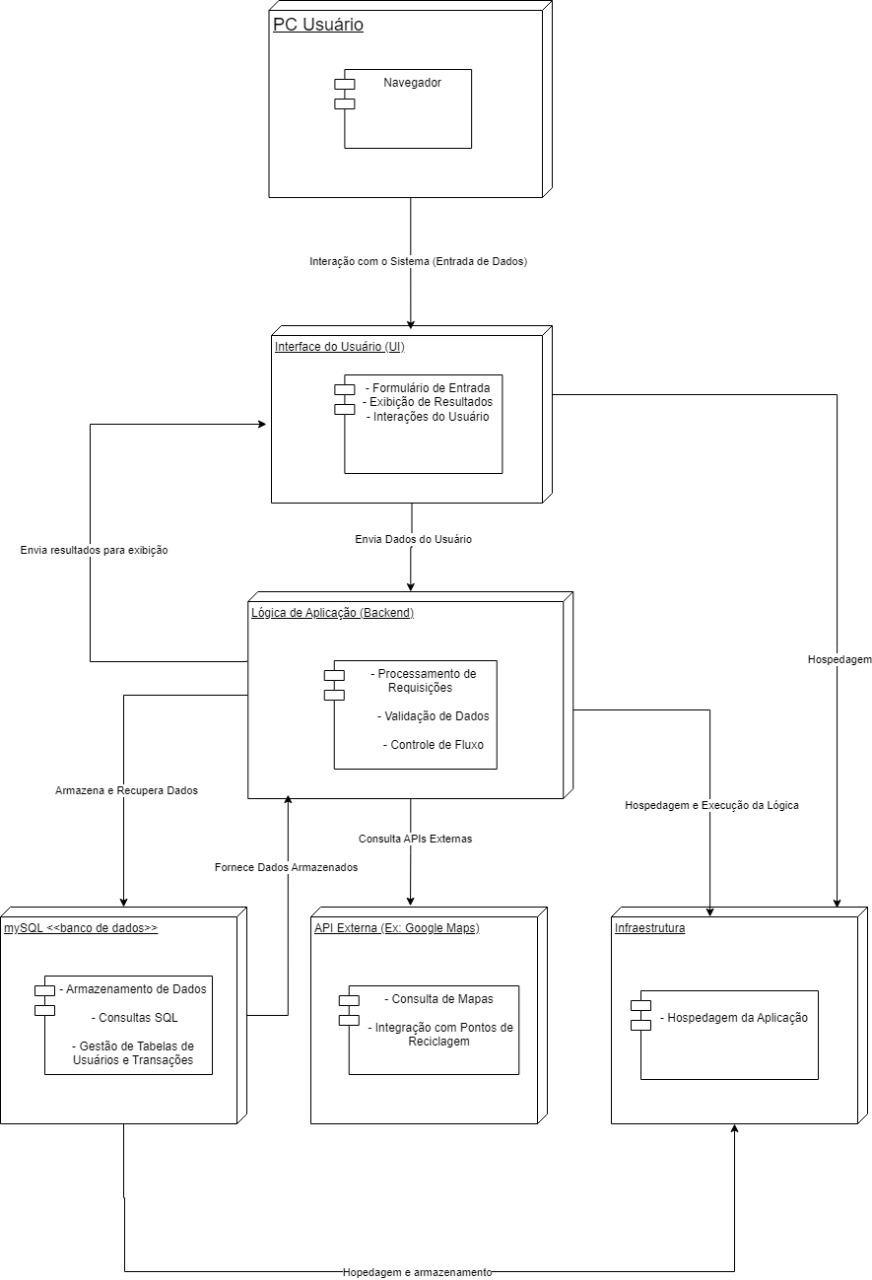 PC Usuário
Navegador
Interação com o Sistema (Entrada de Dados)
Interface do Usuário (UI)
- Formulário de Entrada
- Exibição de Resultados
- Interações do Usuário
Envia Dados do Usuário
Envia resultados para exibição
Lógica de Aplicação (Backend)
- Processamento de
Requisições
- Validação de Dados
- Controle de Fluxo
Hospedagem
Armazena e Recupera Dados
Hospedagem e Execução da Lógica
Consulta APIs Externas
Fornece Dados Armazenados
mySQL <<banco de dados>>
- Armazenamento de Dados
- Consultas SQL
- Gestão de Tabelas de
Usuários e Transações
API Externa (Ex: Google Maps)
- Consulta de Mapas
- Integração com Pontos de
Reciclagem
Infraestrutura
- Hospedagem da Aplicação
Hopedagem e armazenamento